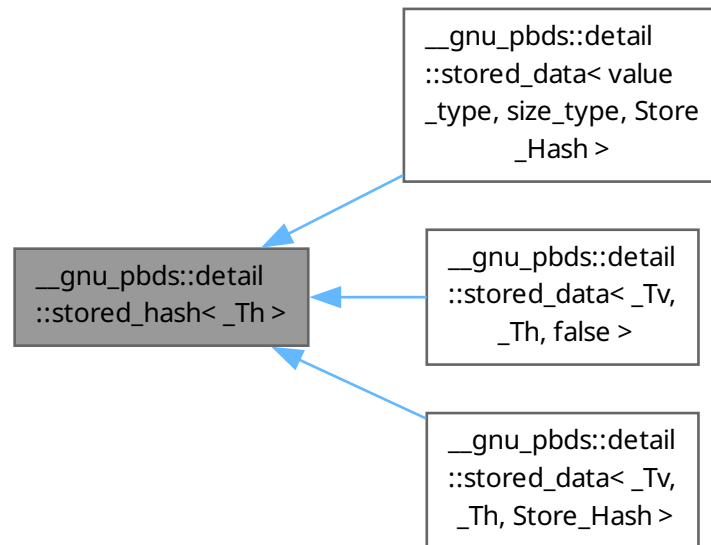 __gnu_pbds::detail
::stored_data< value
_type, size_type, Store
_Hash >
__gnu_pbds::detail
::stored_hash< _Th >
__gnu_pbds::detail
::stored_data< _Tv,
_Th, false >
__gnu_pbds::detail
::stored_data< _Tv,
_Th, Store_Hash >